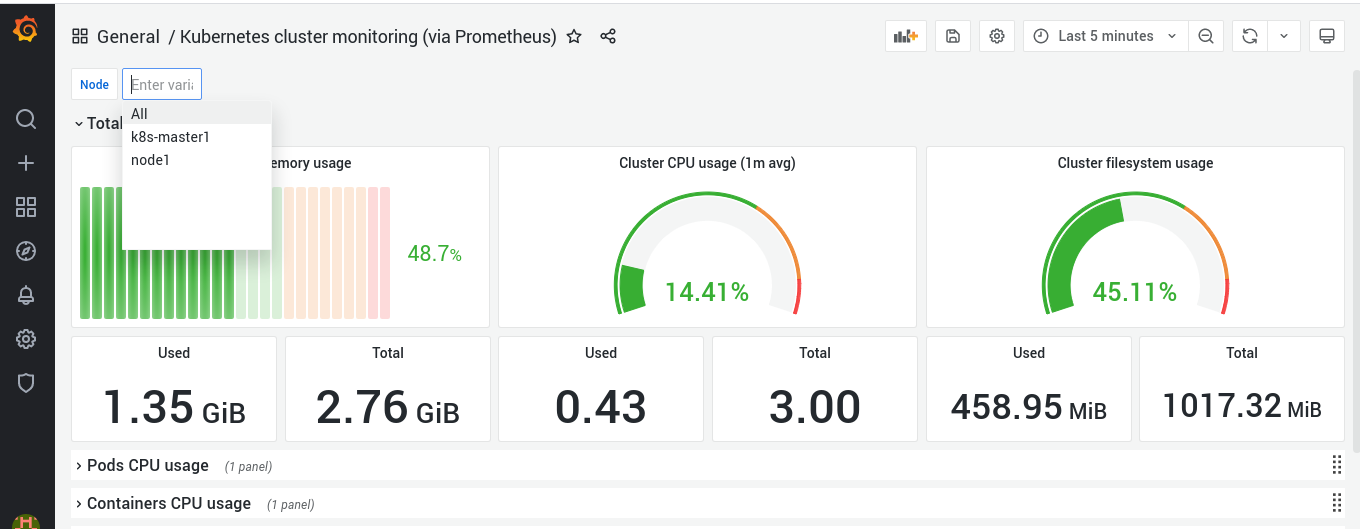 General / Kubernetes cluster monitoring (via Prometheus)
Last 5 minutes
Node
Enter varia
All
k8s-master1
node1
Total
emory usage
48.7%
Cluster CPU usage (1m avg)
14.41%
Cluster filesystem usage
45.11%
Used
1.35 GiB
Total
2.76 GiB
Used
0.43
Total
3.00
Used
458.95 MiB
Total
1017.32 MiB
Pods CPU usage (1 panel)
Containers CPU usage (1 panel)